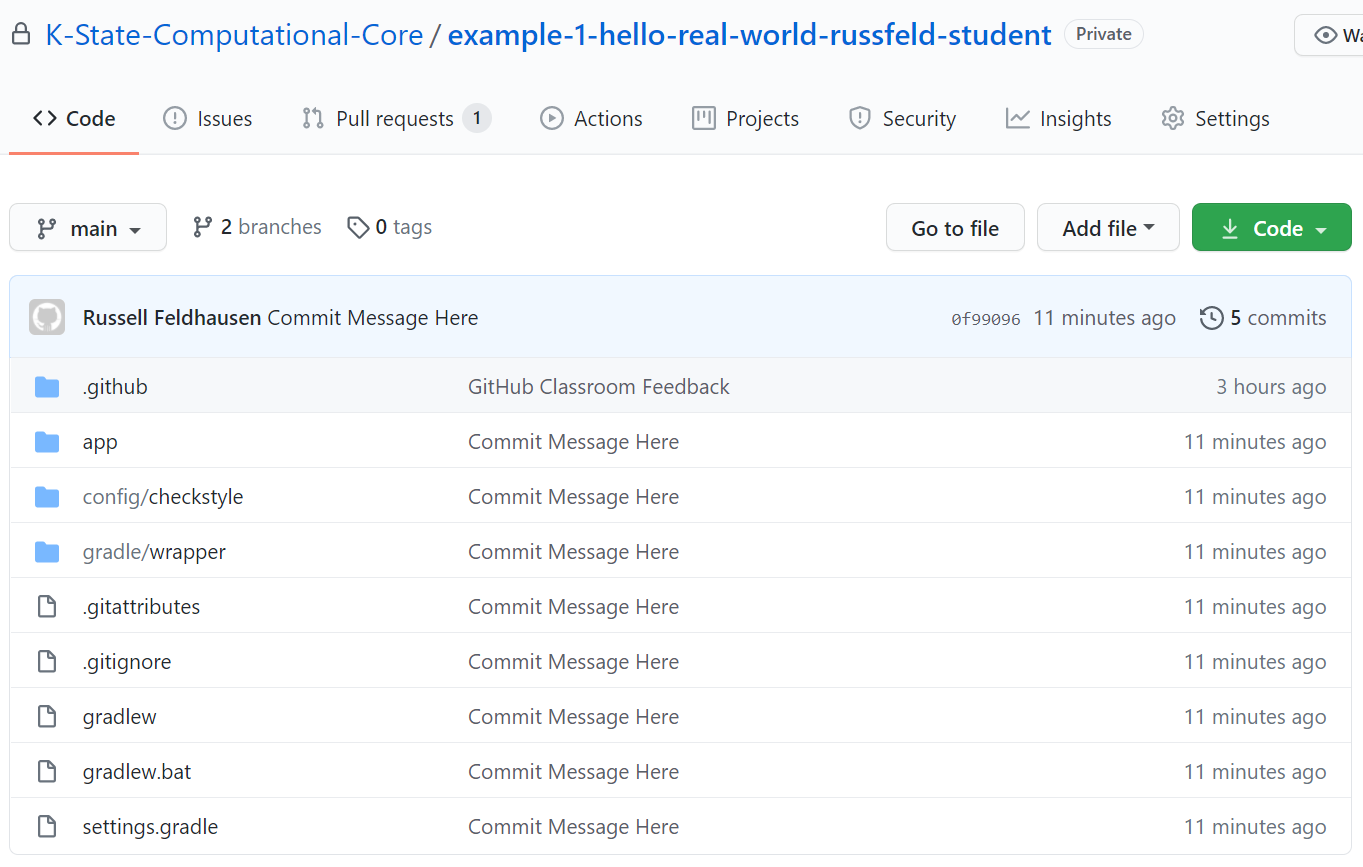 K-State-Computational-Core / example-1-hello-real-world-russfeld-student Private
Code Issues Pull requests 1 Actions Projects Security Insights Settings
main 2 branches 0 tags Go to file Add file Code
Russell Feldhausen Commit Message Here 0f99096 11 minutes ago 5 commits
.github GitHub Classroom Feedback 3 hours ago
app Commit Message Here 11 minutes ago
config/checkstyle Commit Message Here 11 minutes ago
gradle/wrapper Commit Message Here 11 minutes ago
.gitattributes Commit Message Here 11 minutes ago
.gitignore Commit Message Here 11 minutes ago
gradlew Commit Message Here 11 minutes ago
gradlew.bat Commit Message Here 11 minutes ago
settings.gradle Commit Message Here 11 minutes ago